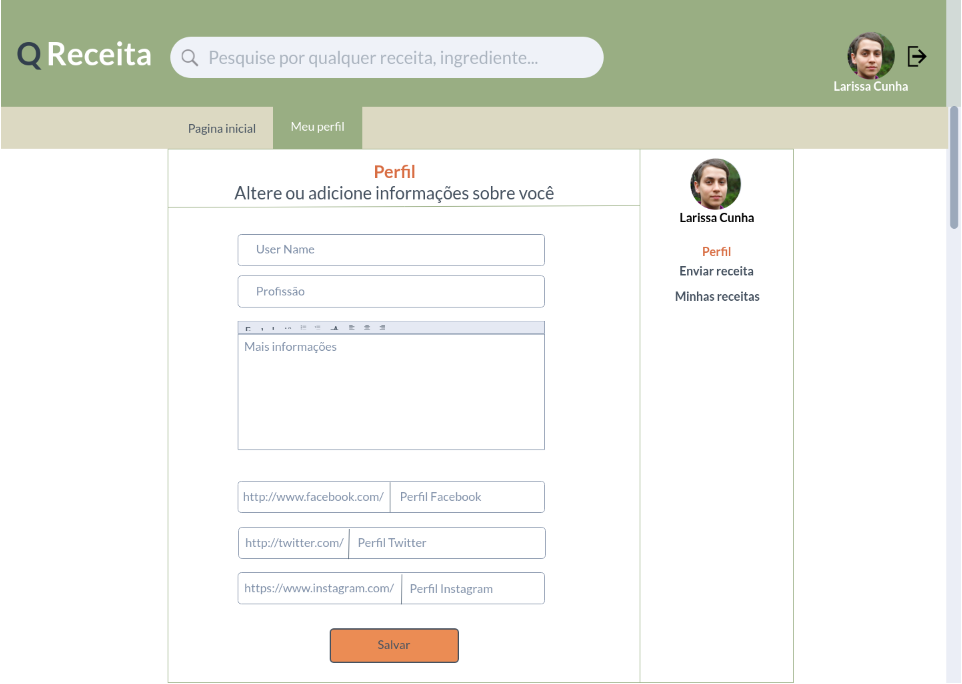 Q Receita
Pesquise por qualquer receita, ingrediente...
Larissa Cunha
Pagina inicial
Meu perfil
Perfil
Altere ou adicione informações sobre você
User Name
Profissão
Mais informações
http://www.facebook.com/ Perfil Facebook
http://twitter.com/ Perfil Twitter
https://www.instagram.com/ Perfil Instagram
Salvar
Larissa Cunha
Perfil
Enviar receita
Minhas receitas